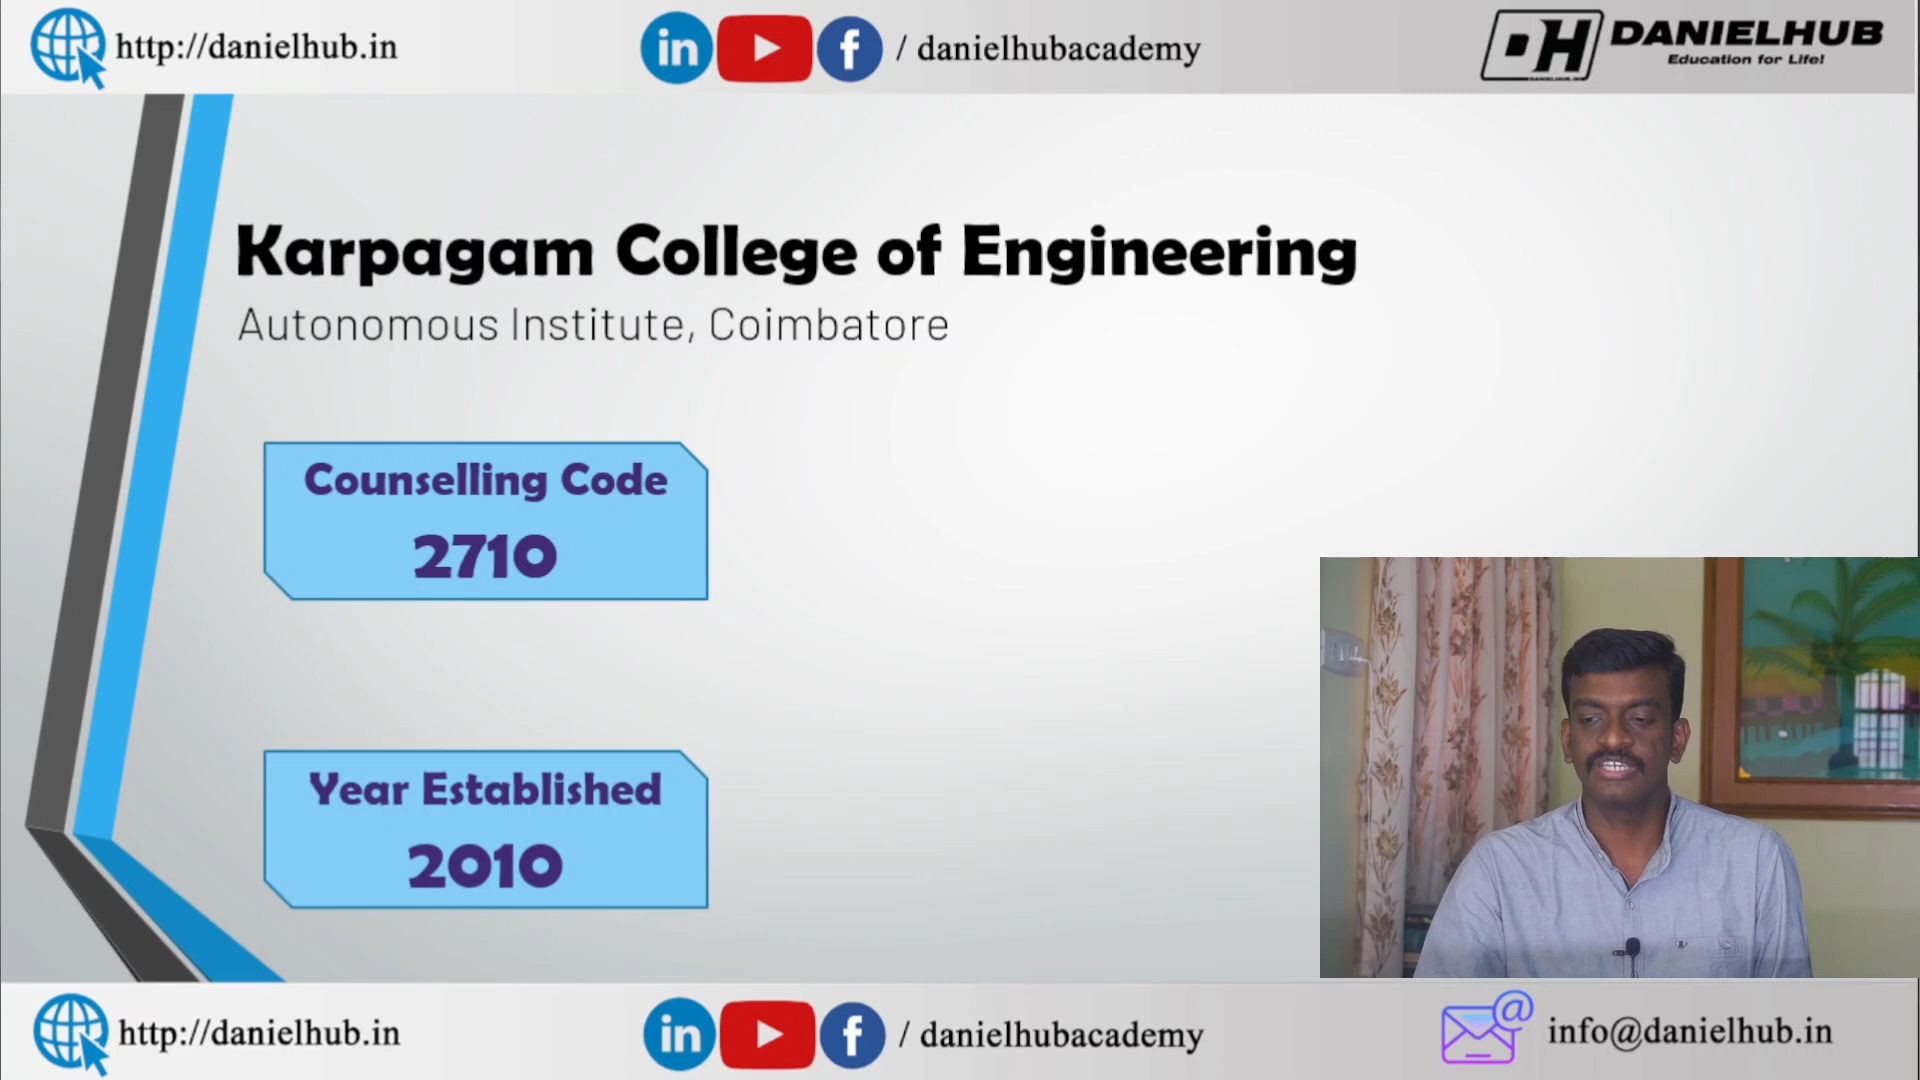 http://danielhub.in
/ danielhubacademy
DH DANIELHUB
Education for Life!
Karpagam College of Engineering
Autonomous Institute, Coimbatore
Counselling Code
2710
Year Established
2010
http://danielhub.in
/ danielhubacademy
info@danielhub.in